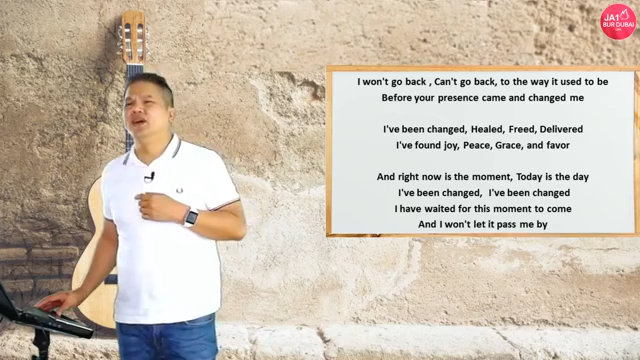 JA1
BUR DUBAI
I won't go back , Can't go back, to the way it used to be
Before your presence came and changed me
I've been changed, Healed, Freed, Delivered
I've found joy, Peace, Grace, and favor
And right now is the moment, Today is the day
I've been changed, I've been changed
I have waited for this moment to come
And I won't let it pass me by